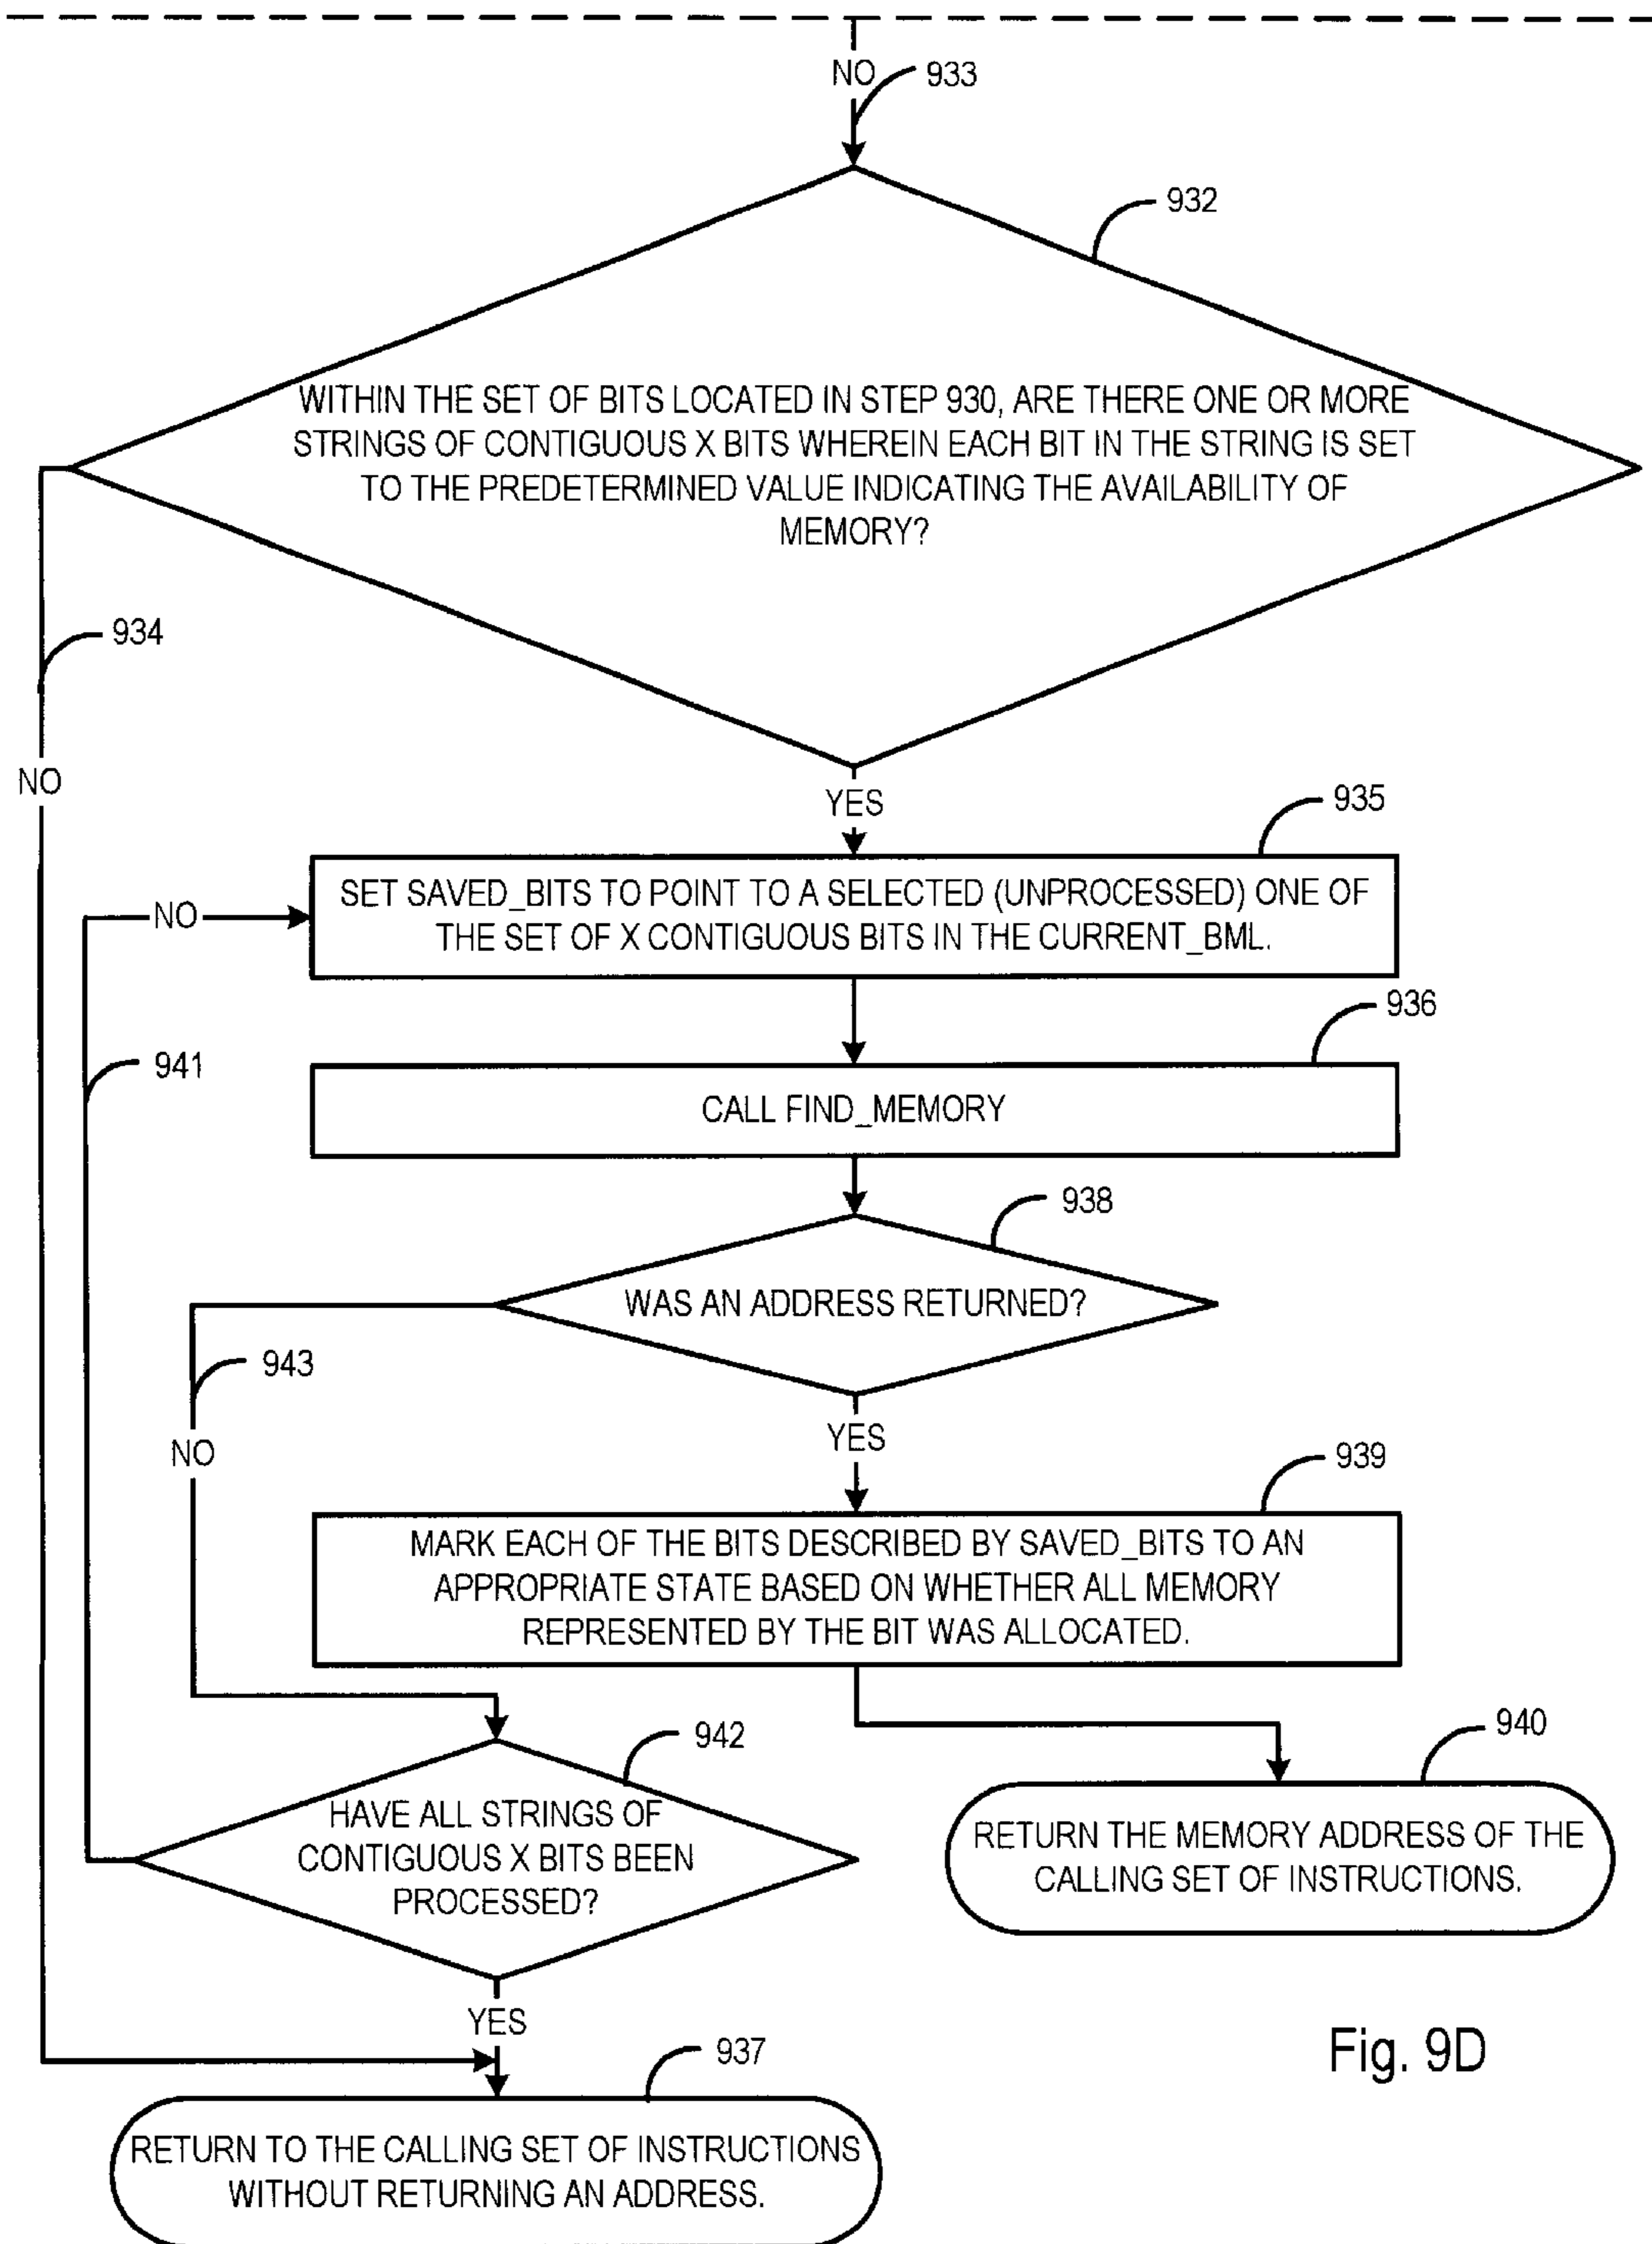 NO
933
932
WITHIN THE SET OF BITS LOCATED IN STEP 930, ARE THERE ONE OR MORE
STRINGS OF CONTIGUOUS X BITS WHEREIN EACH BIT IN THE STRING IS SET
TO THE PREDETERMINED VALUE INDICATING THE AVAILABILITY OF
MEMORY?
934
NO
YES
935
SET SAVED_BITS TO POINT TO A SELECTED (UNPROCESSED) ONE OF
THE SET OF X CONTIGUOUS BITS IN THE CURRENT_BML.
NO
936
941
CALL FIND_MEMORY
938
WAS AN ADDRESS RETURNED?
943
NO
YES
939
MARK EACH OF THE BITS DESCRIBED BY SAVED_BITS TO AN
APPROPRIATE STATE BASED ON WHETHER ALL MEMORY
REPRESENTED BY THE BIT WAS ALLOCATED.
942
940
HAVE ALL STRINGS OF
CONTIGUOUS X BITS BEEN
PROCESSED?
RETURN THE MEMORY ADDRESS OF THE
CALLING SET OF INSTRUCTIONS.
YES
937
Fig. 9D
RETURN TO THE CALLING SET OF INSTRUCTIONS
WITHOUT RETURNING AN ADDRESS.